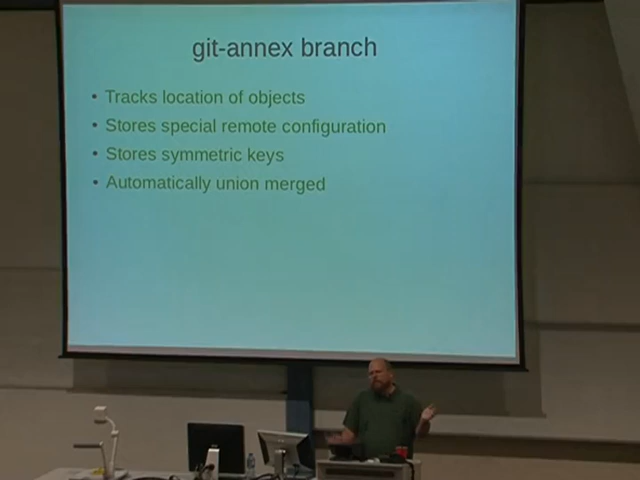 git-annex branch
• Tracks location of objects
• Stores special remote configuration
• Stores symmetric keys
• Automatically union merged